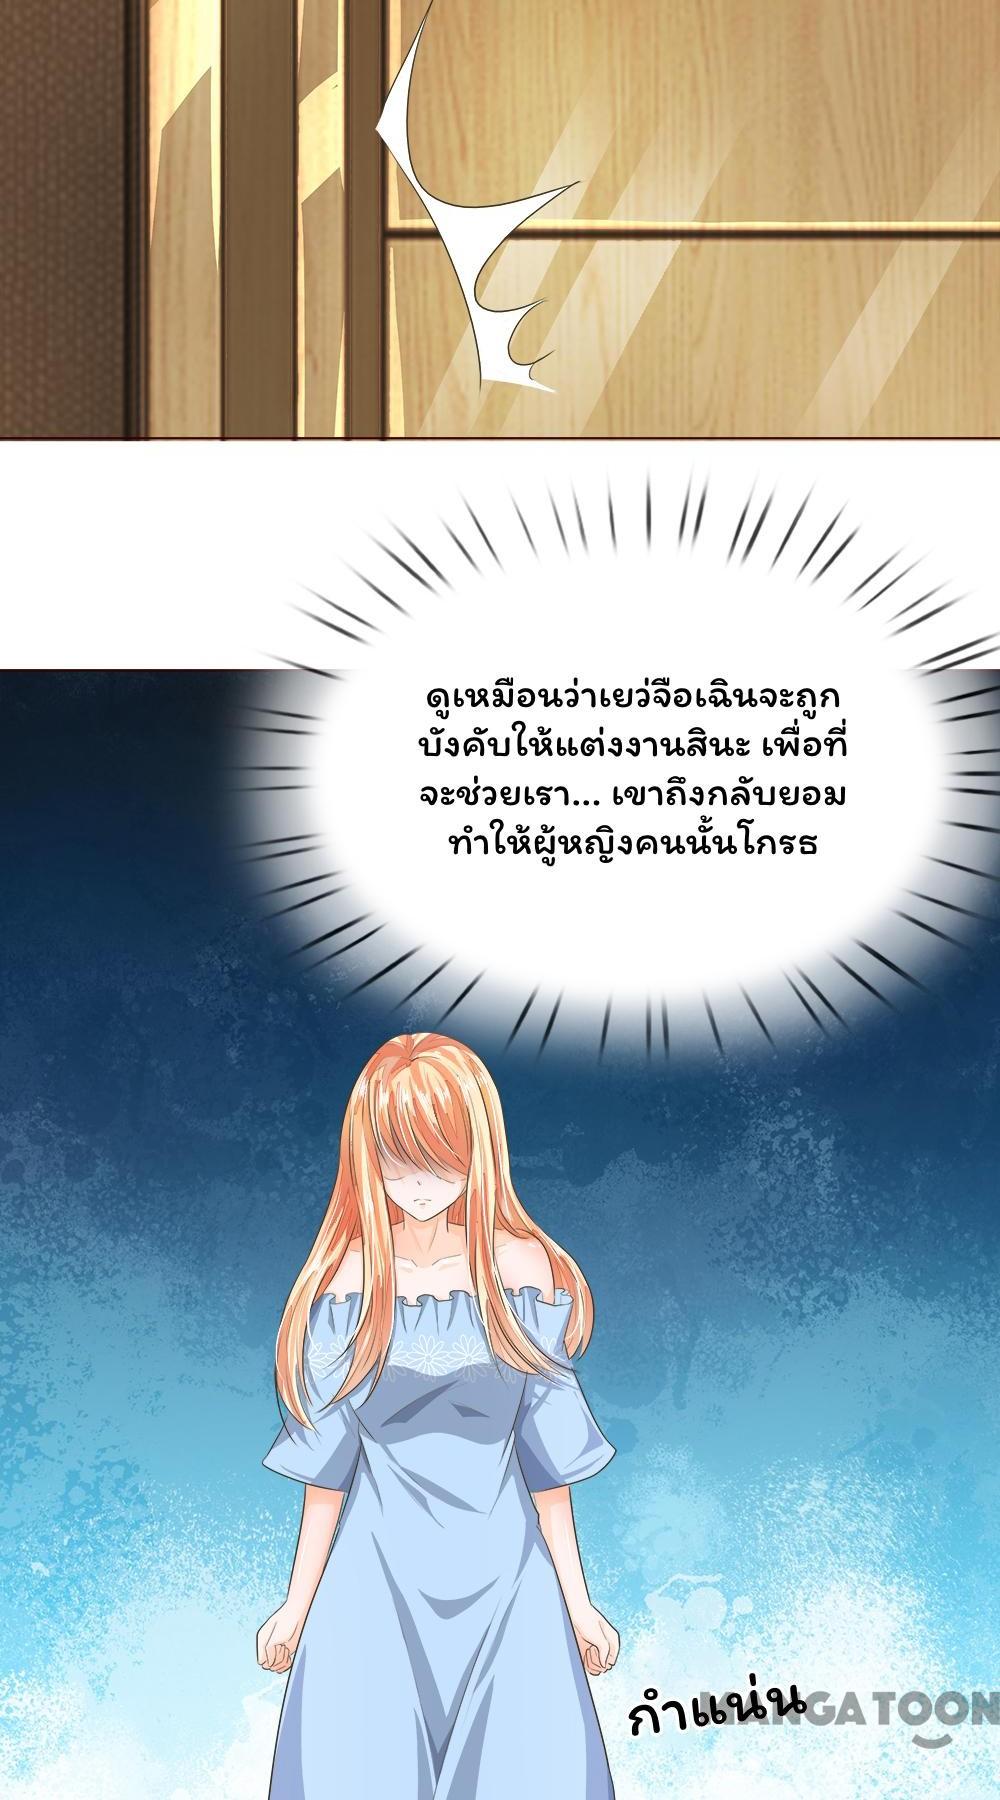 ดูเหมือนว่าเยว่จือเฉินจะถูก
บังคับให้แต่งงานสินะ เพื่อที่
จะช่วยเรา... เขาถึงกลับยอม
ทำให้ผู้หญิงคนนั้นโกรธ
กำแน่น
MANGATOON